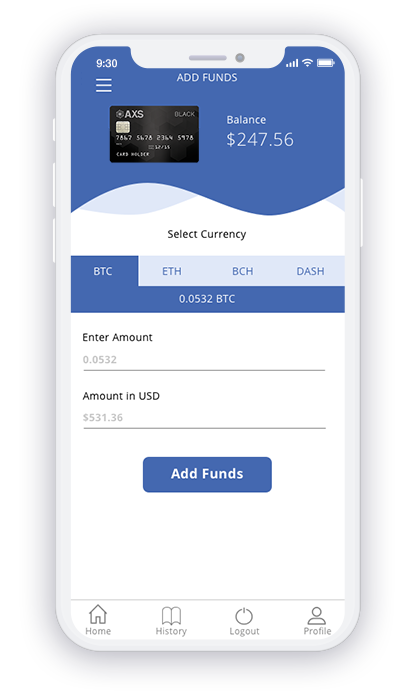 9:30
ADD FUNDS
AXS BLACK
7867 5678 2364 5978
12/15
CARD HOLDER
Balance
$247.56
Select Currency
BTC ETH BCH DASH
0.0532 BTC
Enter Amount
0.0532
Amount in USD
$531.36
Add Funds
Home History Logout Profile